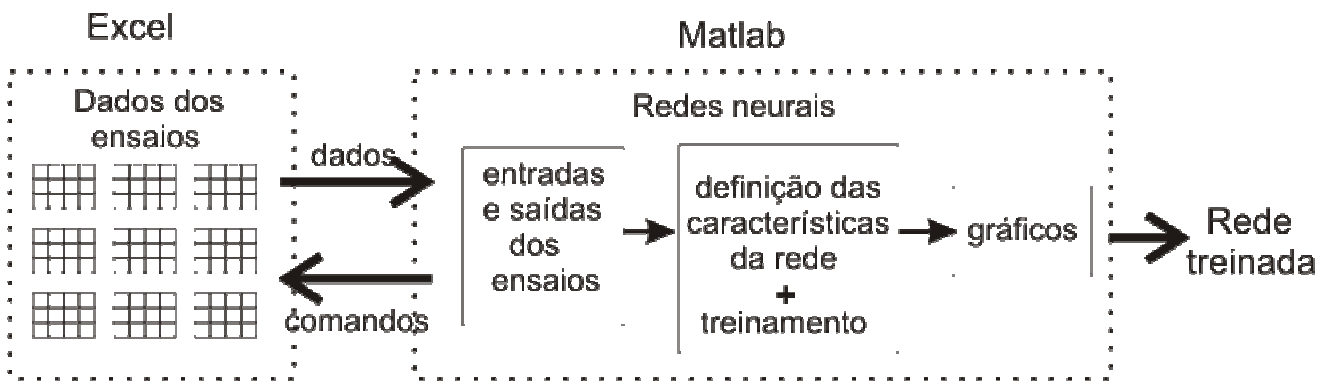 Excel
Matlab
Dados dos
ensaios
dados
comandos
Redes neurais
entradas
e saídas
dos
ensaios
definição das
características
da rede
+
treinamento
gráficos
Rede
treinada